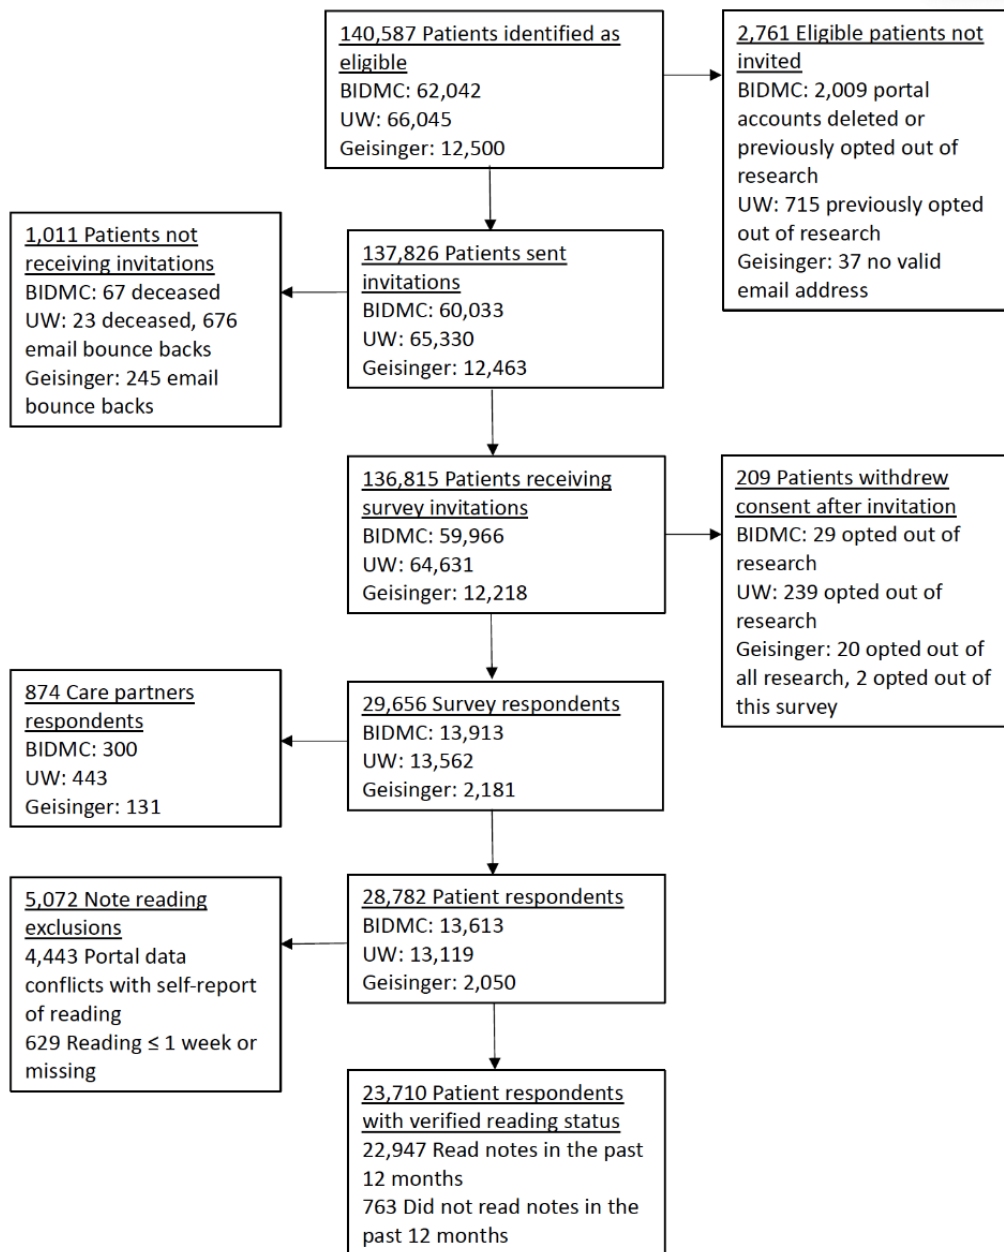 140,587 Patients identified as
eligible
BIDMC: 62,042
UW: 66,045
Geisinger: 12,500
2,761 Eligible patients not
invited
BIDMC: 2,009 portal
accounts deleted or
previously opted out of
research
UW: 715 previously opted
out of research
Geisinger: 37 no valid
email address
1,011 Patients not
receiving invitations
BIDMC: 67 deceased
UW: 23 deceased, 676
email bounce backs
Geisinger: 245 email
bounce backs
137,826 Patients sent
invitations
BIDMC: 60,033
UW: 65,330
Geisinger: 12,463
136,815 Patients receiving
survey invitations
BIDMC: 59,966
UW: 64,631
Geisinger: 12,218
209 Patients withdrew
consent after invitation
BIDMC: 29 opted out of
research
UW: 239 opted out of
research
Geisinger: 20 opted out of
all research, 2 opted out of
this survey
874 Care partners
respondents
BIDMC: 300
UW: 443
Geisinger: 131
29,656 Survey respondents
BIDMC: 13,913
UW: 13,562
Geisinger: 2,181
5,072 Note reading
exclusions
4,443 Portal data
conflicts with self-report
of reading
629 Reading ≤ 1 week or
missing
28,782 Patient respondents
BIDMC: 13,613
UW: 13,119
Geisinger: 2,050
23,710 Patient respondents
with verified reading status
22,947 Read notes in the past
12 months
763 Did not read notes in the
past 12 months